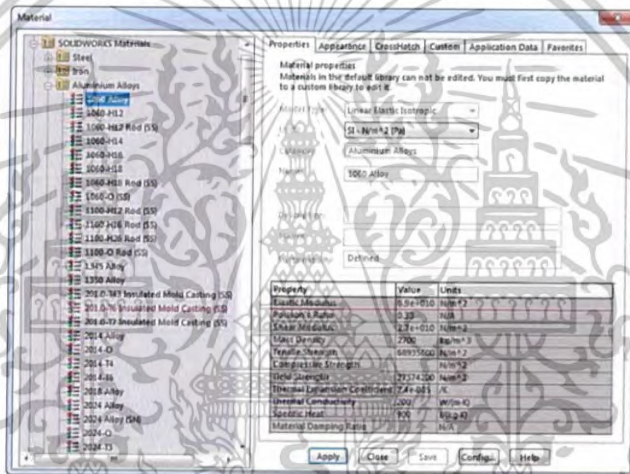 Material
SOLIDWORKS Materials
Steel
Iron
Aluminium Alloys
1060 Alloy
1060-H12
1060-H12 Rod (SS)
1060-H14
1060-H16
1060-H18
1060-H18 Rod (SS)
1060-O (SS)
1100-H12 Rod (SS)
1100-H16 Rod (SS)
1100-H26 Rod (SS)
1100-O Rod (SS)
1345 Alloy
1350 Alloy
201.0-T43 Insulated Mold Casting (SS)
201.0-T6 Insulated Mold Casting (SS)
201.0-T7 Insulated Mold Casting (SS)
2014 Alloy
2014-O
2014-T4
2014-T6
2018 Alloy
2024 Alloy
2024 Alloy (SN)
2024-O
2024-T3
Properties Appearance CrossHatch Custom Application Data Favorites
Material properties
Materials in the default library can not be edited. You must first copy the material
to a custom library to edit it.
Model Type: Linear Elastic Isotropic
SI - N/m^2 (Pa)
Aluminium Alloys
Name: 1060 Alloy
Defined
Property Value Units
Elastic Modulus 6.9e+010 N/m^2
Poisson's Ratio 0.33 N/A
Shear Modulus 2.7e+010 N/m^2
Mass Density 2700 kg/m^3
Tensile Strength 68935600 N/m^2
Compressive Strength N/m^2
Yield Strength 27574200 N/m^2
Thermal Expansion Coefficient 2.4e-005 /K
Thermal Conductivity 200 W/(m·K)
Specific Heat 900 J/(kg·K)
Material Damping Ratio N/A
Apply Close Save Config... Help